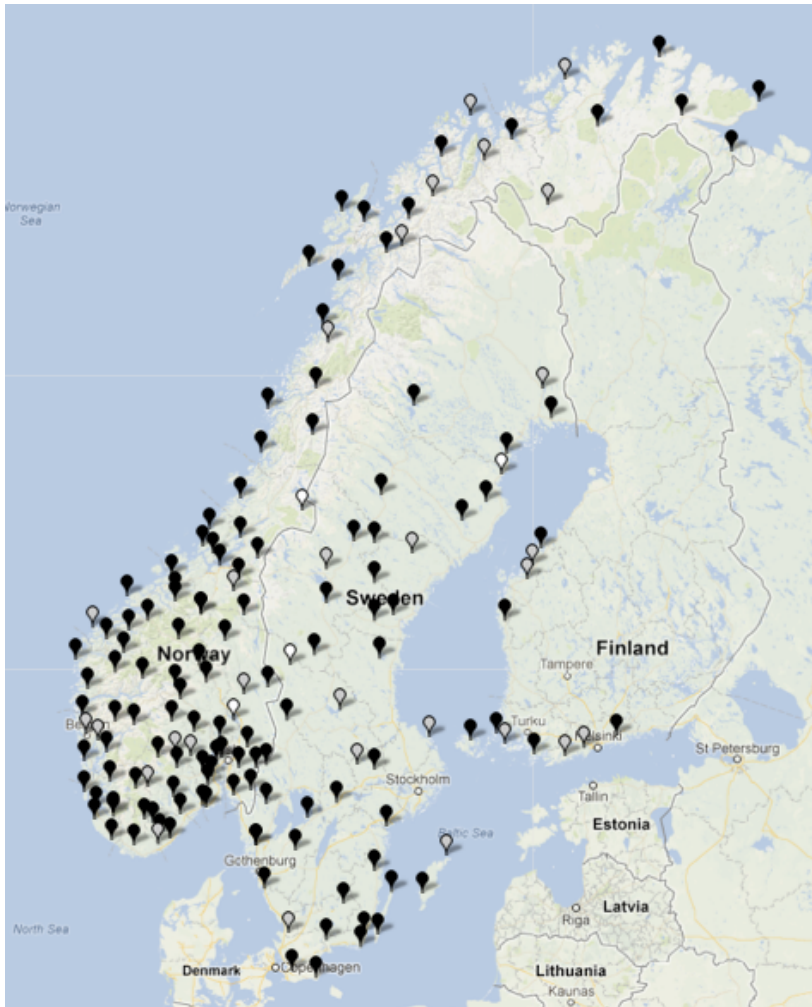 Norwegian
Sea
Sweden
Norway
Finland
Tampere
Turku
Helsinki
St Petersburg
Stockholm
Tallin
Baltic Sea
Estonia
Gothenburg
Riga
Latvia
North Sea
Denmark
Copenhagen
Lithuania
Kaunas